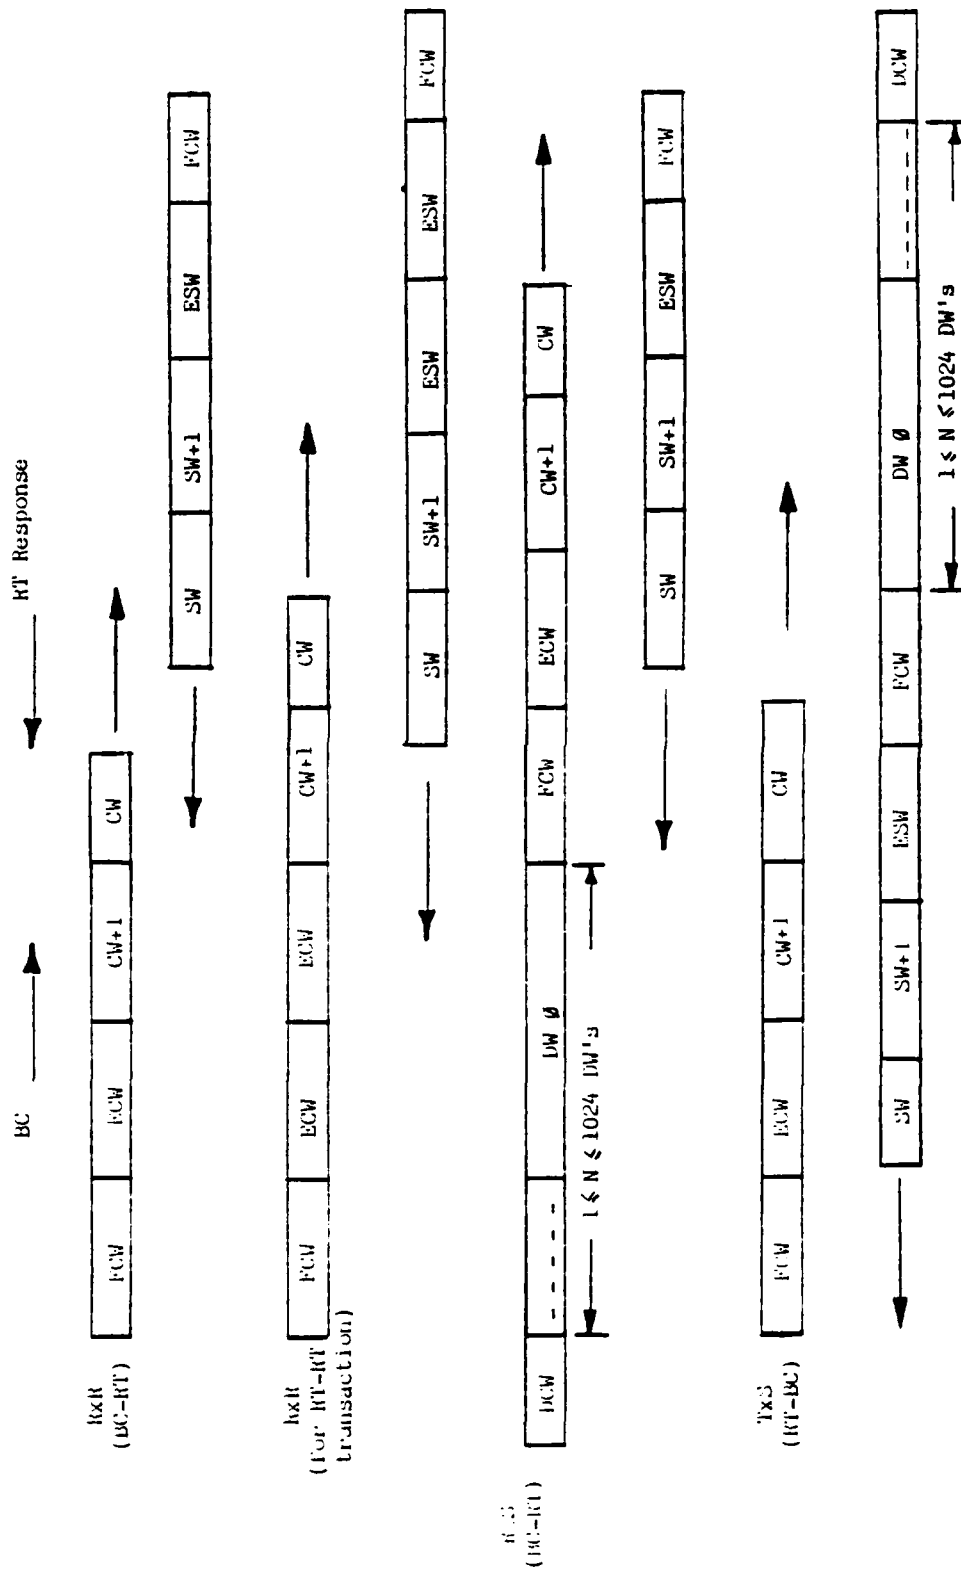 BC RT Response
RxR
(BC-RT)
FCW ECW CW+1 CW
SW SW+1 ESW FCW
RxR
(For RT-RT
transaction)
FCW ECW ECW CW+1 CW
SW SW+1 ESW ESW FCW
(BC-RT)
DCW DW Ø FCW ECW CW+1 CW
1 ≤ N ≤ 1024 DW's
SW SW+1 ESW FCW
TxS
(RT-BC)
FCW ECW CW+1 CW
SW SW+1 ESW FCW DW Ø DCW
1 ≤ N ≤ 1024 DW's